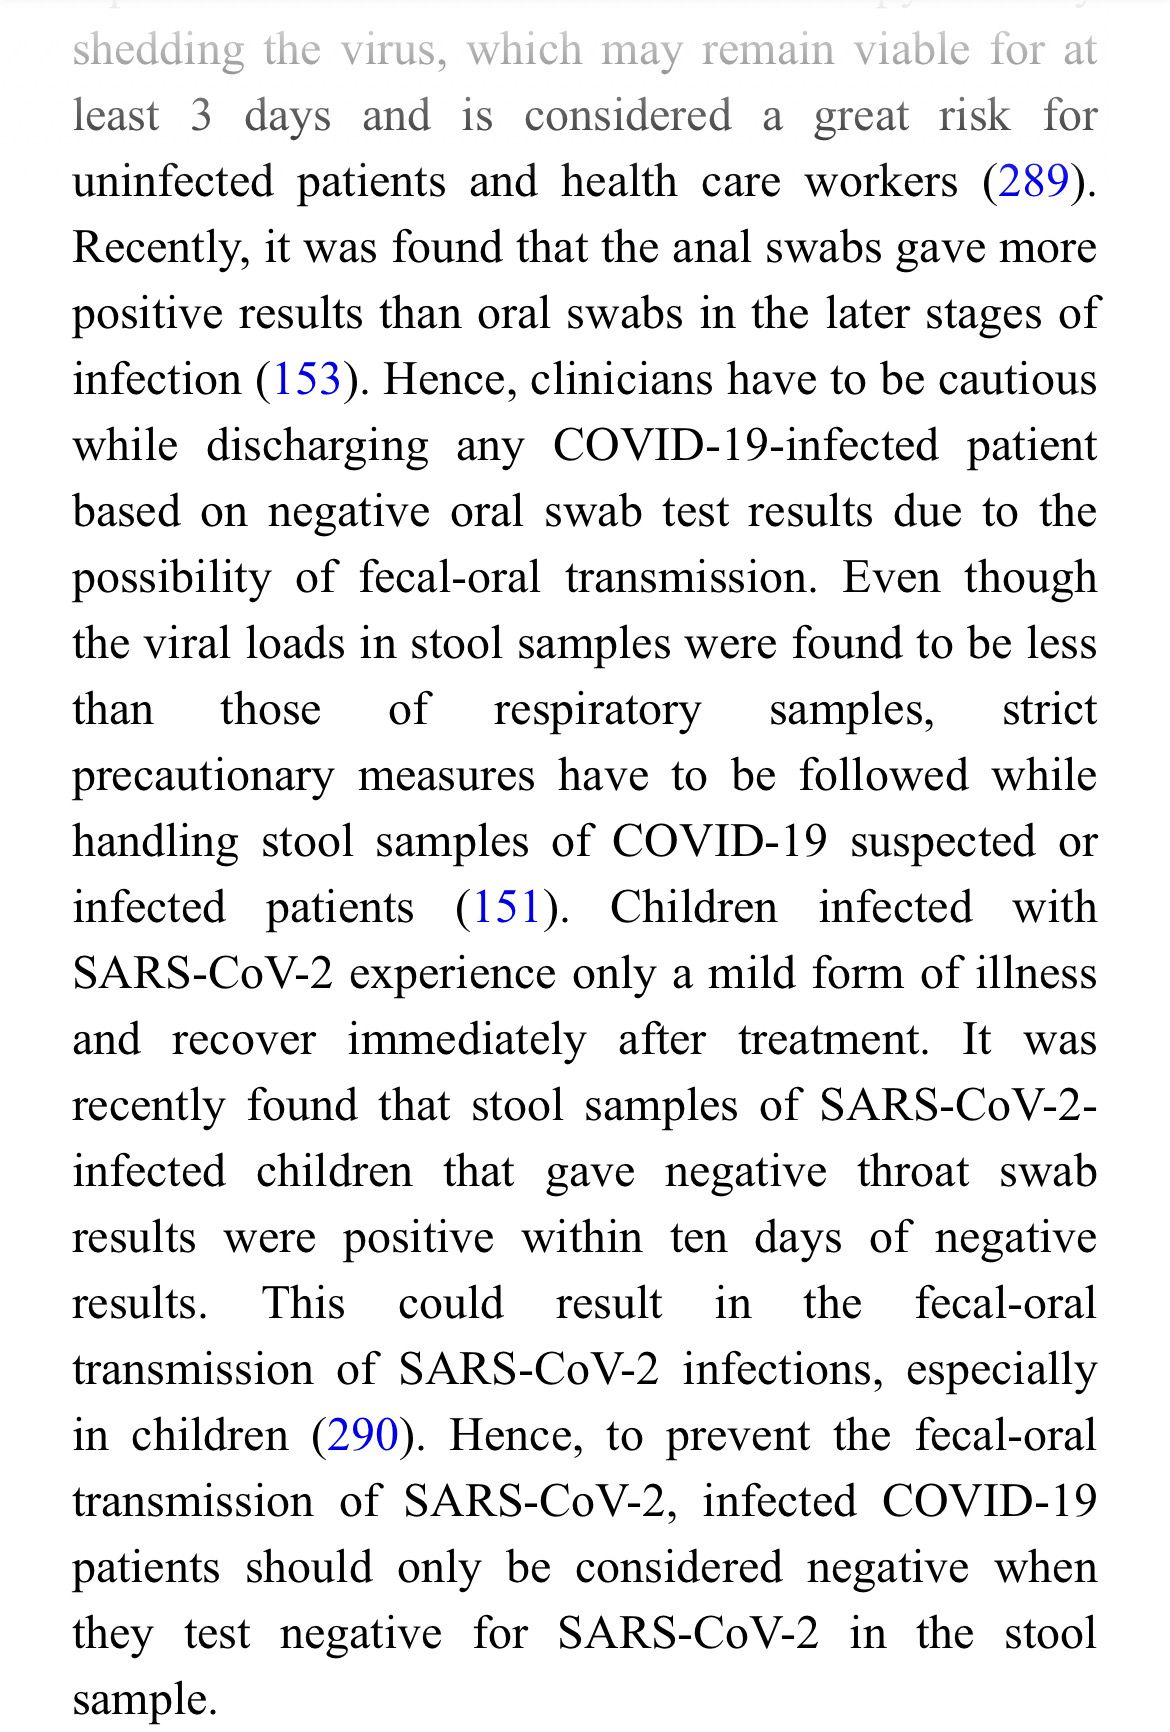 shedding the virus, which may remain viable for at
least 3 days and is considered a great risk for
uninfected patients and health care workers (289).
Recently, it was found that the anal swabs gave more
positive results than oral swabs in the later stages of
infection (153). Hence, clinicians have to be cautious
while discharging any COVID-19-infected patient
based on negative oral swab test results due to the
possibility of fecal-oral transmission. Even though
the viral loads in stool samples were found to be less
than those of respiratory samples, strict
precautionary measures have to be followed while
handling stool samples of COVID-19 suspected or
infected patients (151). Children infected with
SARS-CoV-2 experience only a mild form of illness
and recover immediately after treatment. It was
recently found that stool samples of SARS-CoV-2-
infected children that gave negative throat swab
results were positive within ten days of negative
results. This could result in the fecal-oral
transmission of SARS-CoV-2 infections, especially
in children (290). Hence, to prevent the fecal-oral
transmission of SARS-CoV-2, infected COVID-19
patients should only be considered negative when
they test negative for SARS-CoV-2 in the stool
sample.